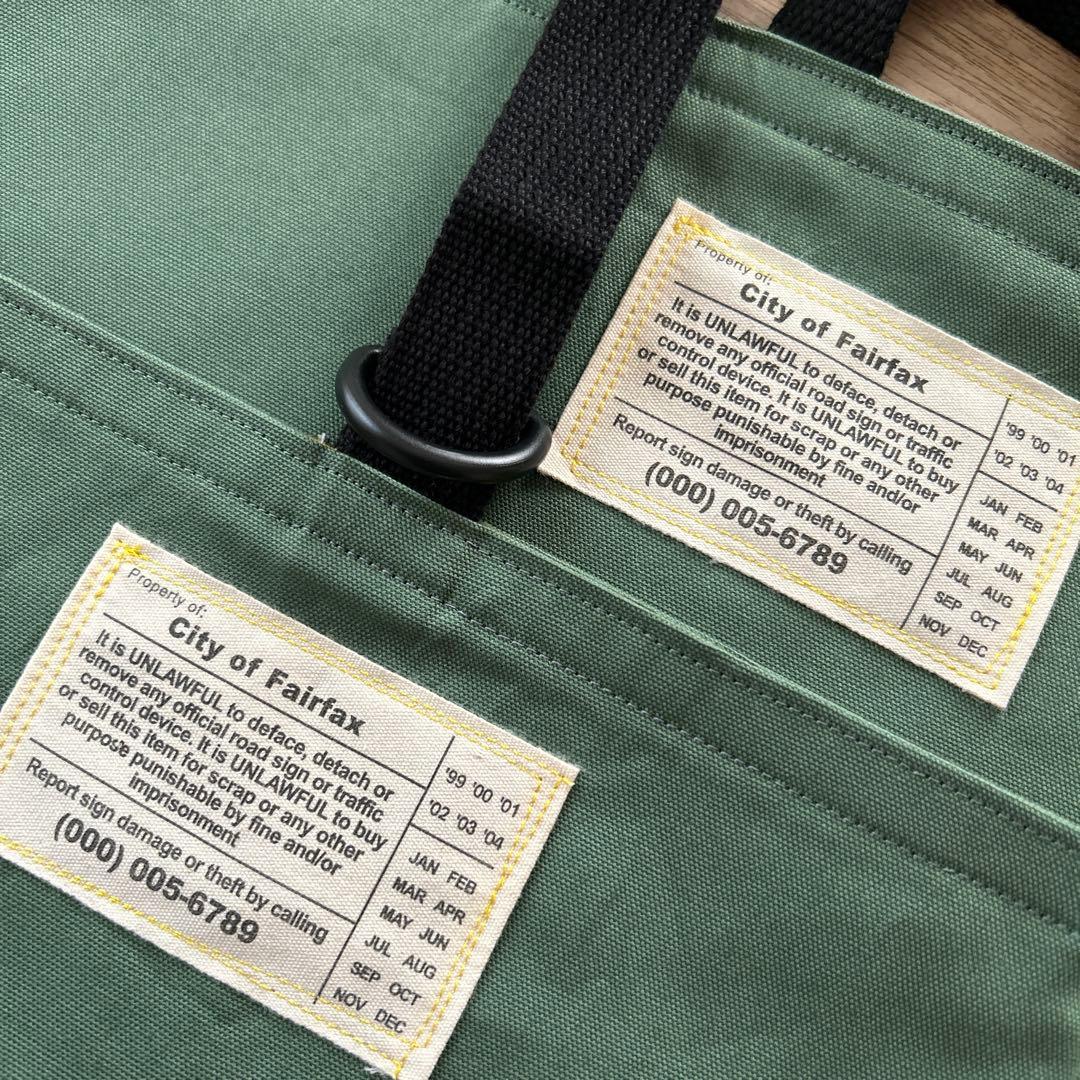 Property of:
City of Fairfax
It is UNLAWFUL to deface, detach or
remove any official road sign or traffic
control device. It is UNLAWFUL to buy
or sell this item for scrap or any other
purpose punishable by fine and/or
imprisonment
Report sign damage or theft by calling
(000) 005-6789
'99 '00 '01
'02 '03 '04
JAN FEB
MAR APR
MAY JUN
JUL AUG
SEP OCT
NOV DEC
Property of:
City of Fairfax
It is UNLAWFUL to deface, detach or
remove any official road sign or traffic
control device. It is UNLAWFUL to buy
or sell this item for scrap or any other
purpose punishable by fine and/or
imprisonment
Report sign damage or theft by calling
(000) 005-6789
'99 '00 '01
'02 '03 '04
JAN FEB
MAR APR
MAY JUN
JUL AUG
SEP OCT
NOV DEC